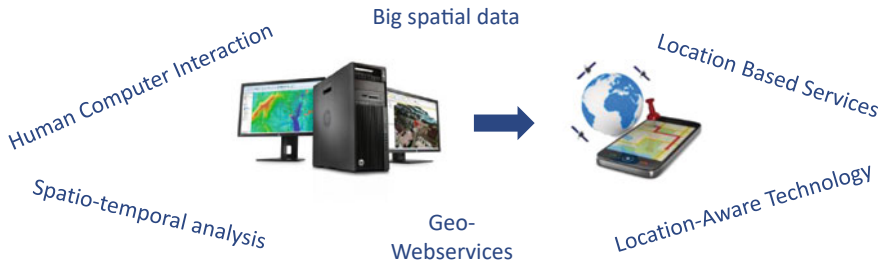 Big spatial data
Human Computer Interaction
Location Based Services
Spatio-temporal analysis
Geo-
Webservices
Location-Aware Technology